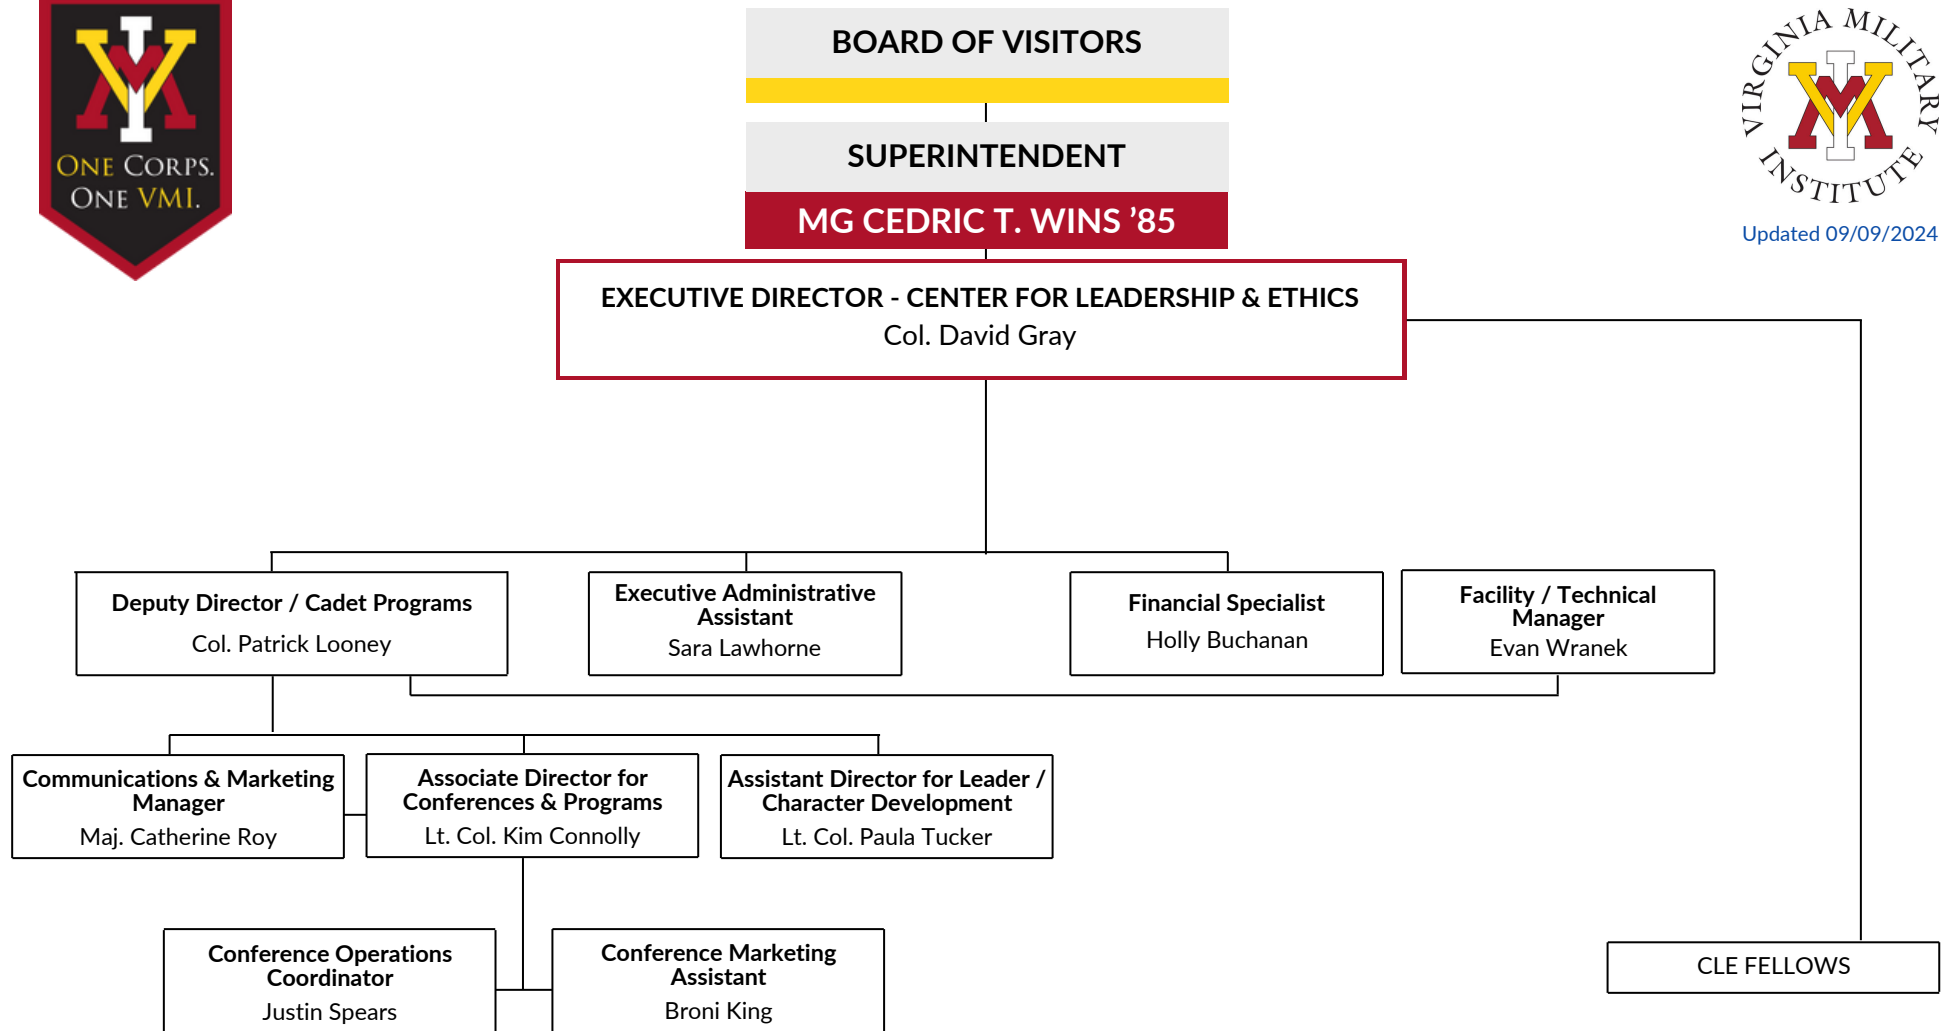 ONE CORPS.
ONE VMI.
BOARD OF VISITORS
SUPERINTENDENT
MG CEDRIC T. WINS ’85
VIRGINIA MILITARY
INSTITUTE
Updated 09/09/2024
EXECUTIVE DIRECTOR - CENTER FOR LEADERSHIP & ETHICS
Col. David Gray
Deputy Director / Cadet Programs
Col. Patrick Looney
Executive Administrative
Assistant
Sara Lawhorne
Financial Specialist
Holly Buchanan
Facility / Technical
Manager
Evan Wranek
Communications & Marketing
Manager
Maj. Catherine Roy
Associate Director for
Conferences & Programs
Lt. Col. Kim Connolly
Assistant Director for Leader /
Character Development
Lt. Col. Paula Tucker
Conference Operations
Coordinator
Justin Spears
Conference Marketing
Assistant
Broni King
CLE FELLOWS